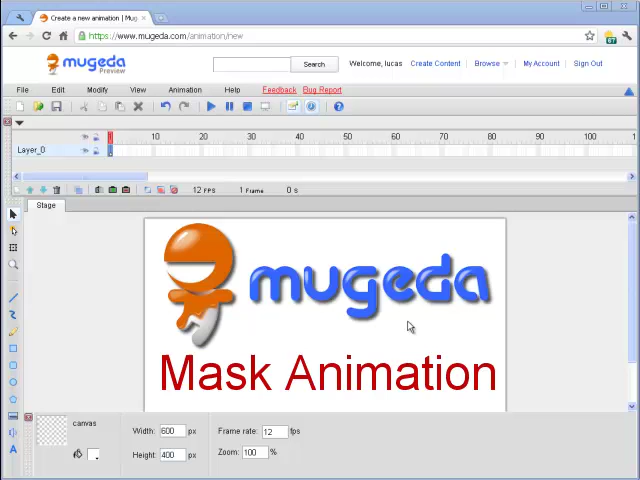 Create a new animation | Mug
https://www.mugeda.com/animation/new
mugeda
Preview
Search
Welcome, lucas
Create Content
Browse
My Account
Sign Out
File
Edit
Modify
View
Animation
Help
Feedback
Bug Report
10 20 30 40 50 60 70 80 90 100
Layer_0
12 FPS
1 Frame
0 S
Stage
mugeda
Mask Animation
canvas
Width: 600 px
Frame rate: 12 fps
Height: 400 px
Zoom: 100 %
A